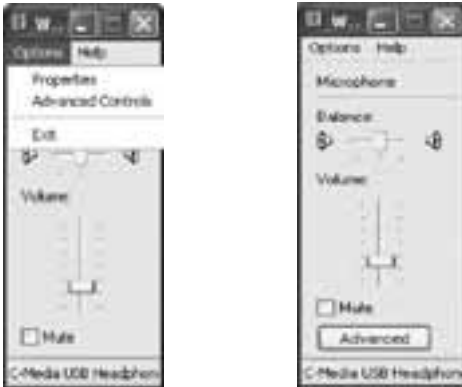 W...
Options Help
Properties
Advanced Controls
Exit
Volume
Mute
C-Media USB Headphon
W...
Options Help
Microphone
Balance:
Volume:
Mute
Advanced
C-Media USB Headphon